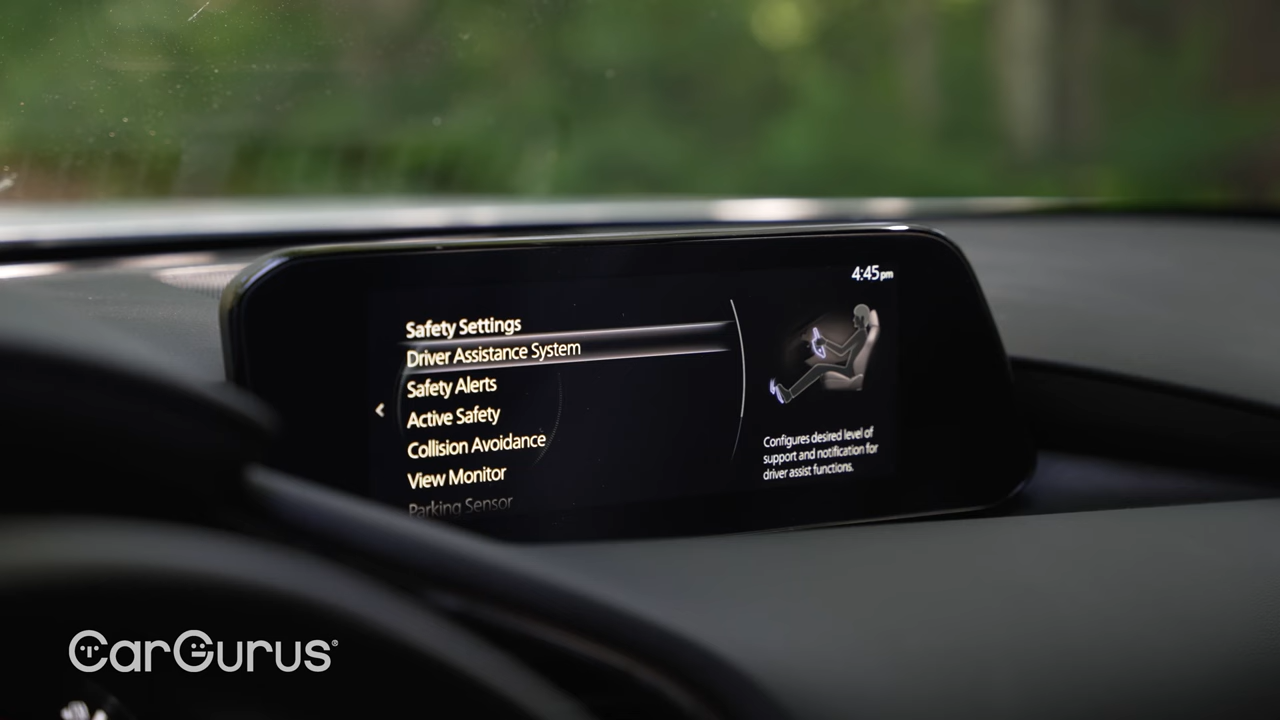 4:45pm
Safety Settings
Driver Assistance System
Safety Alerts
Active Safety
Collision Avoidance
View Monitor
Parking Sensor
Configures desired level of
support and notification for
driver assist functions.
CarGurus®